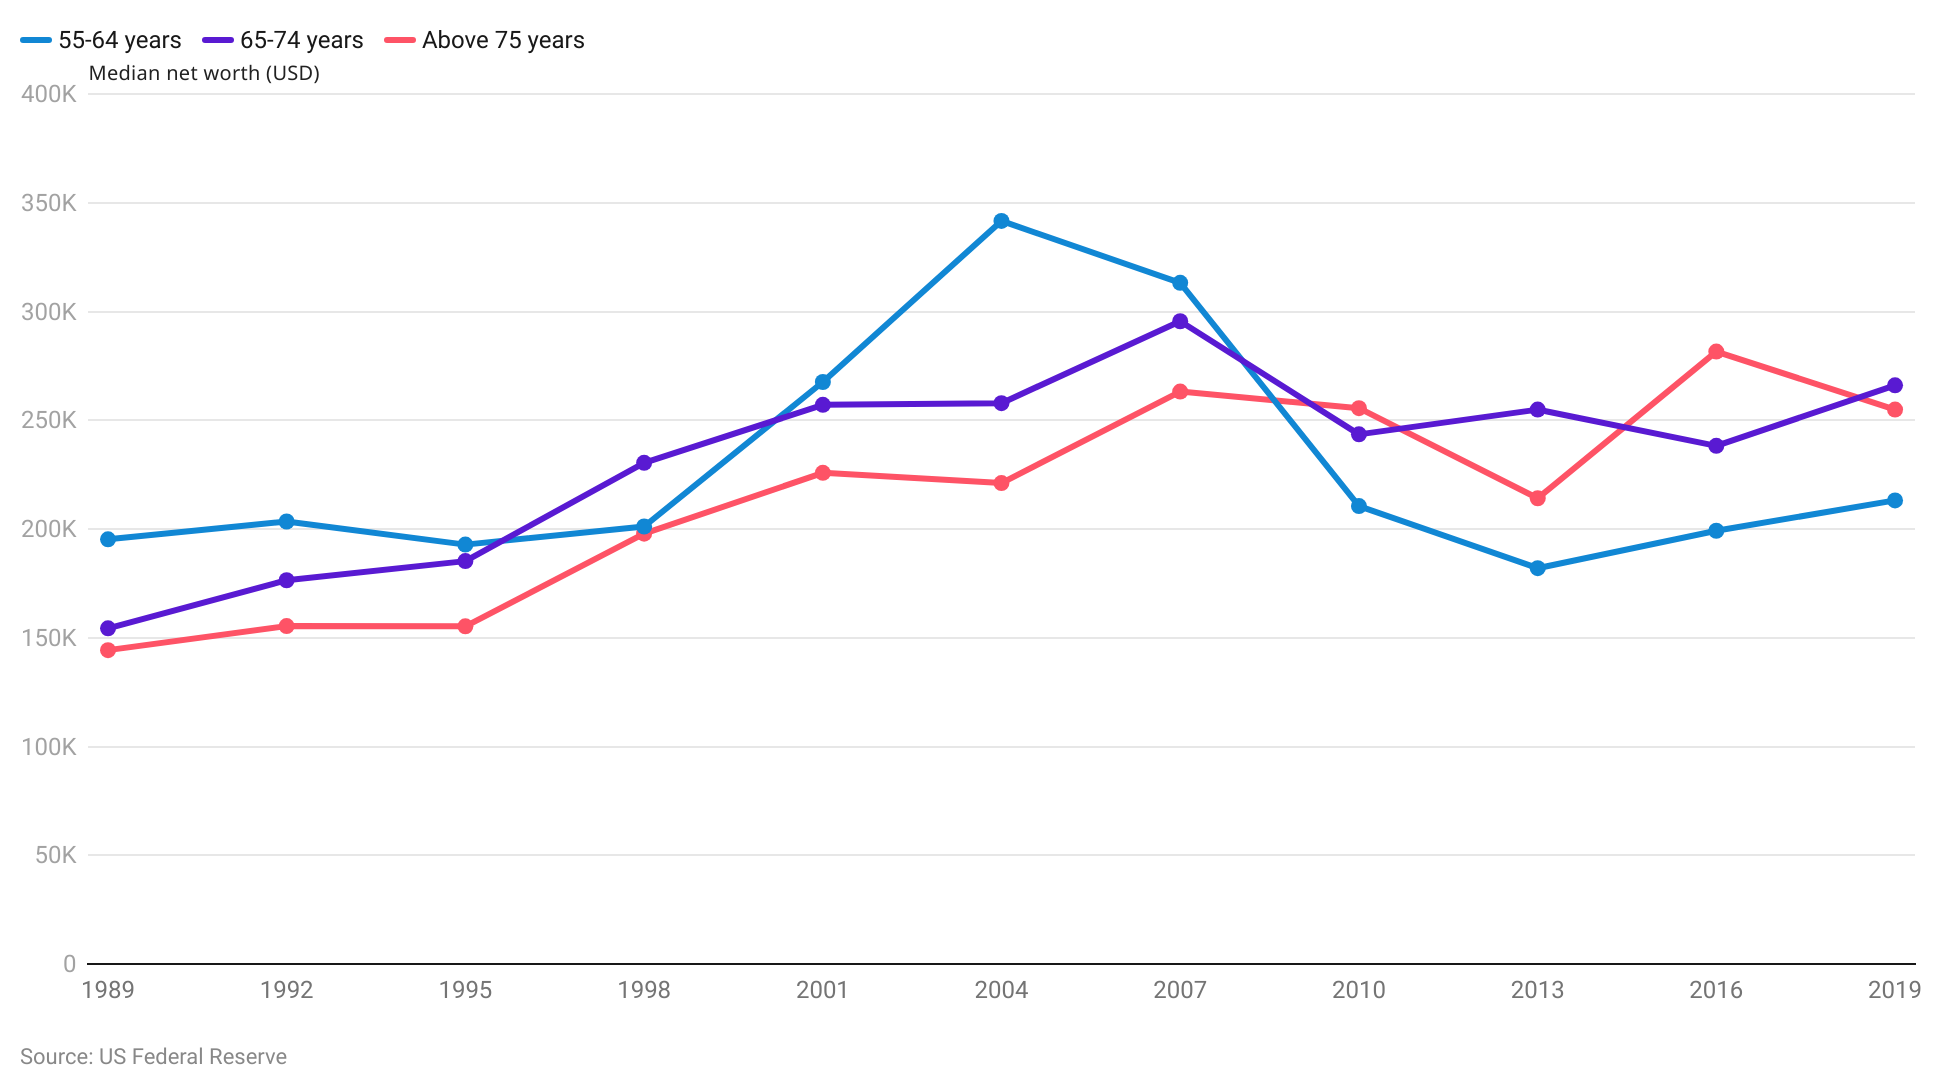 55-64 years 65-74 years Above 75 years
Median net worth (USD)
400K
350K
300K
250K
200K
150K
100K
50K
0
1989 1992 1995 1998 2001 2004 2007 2010 2013 2016 2019
Source: US Federal Reserve